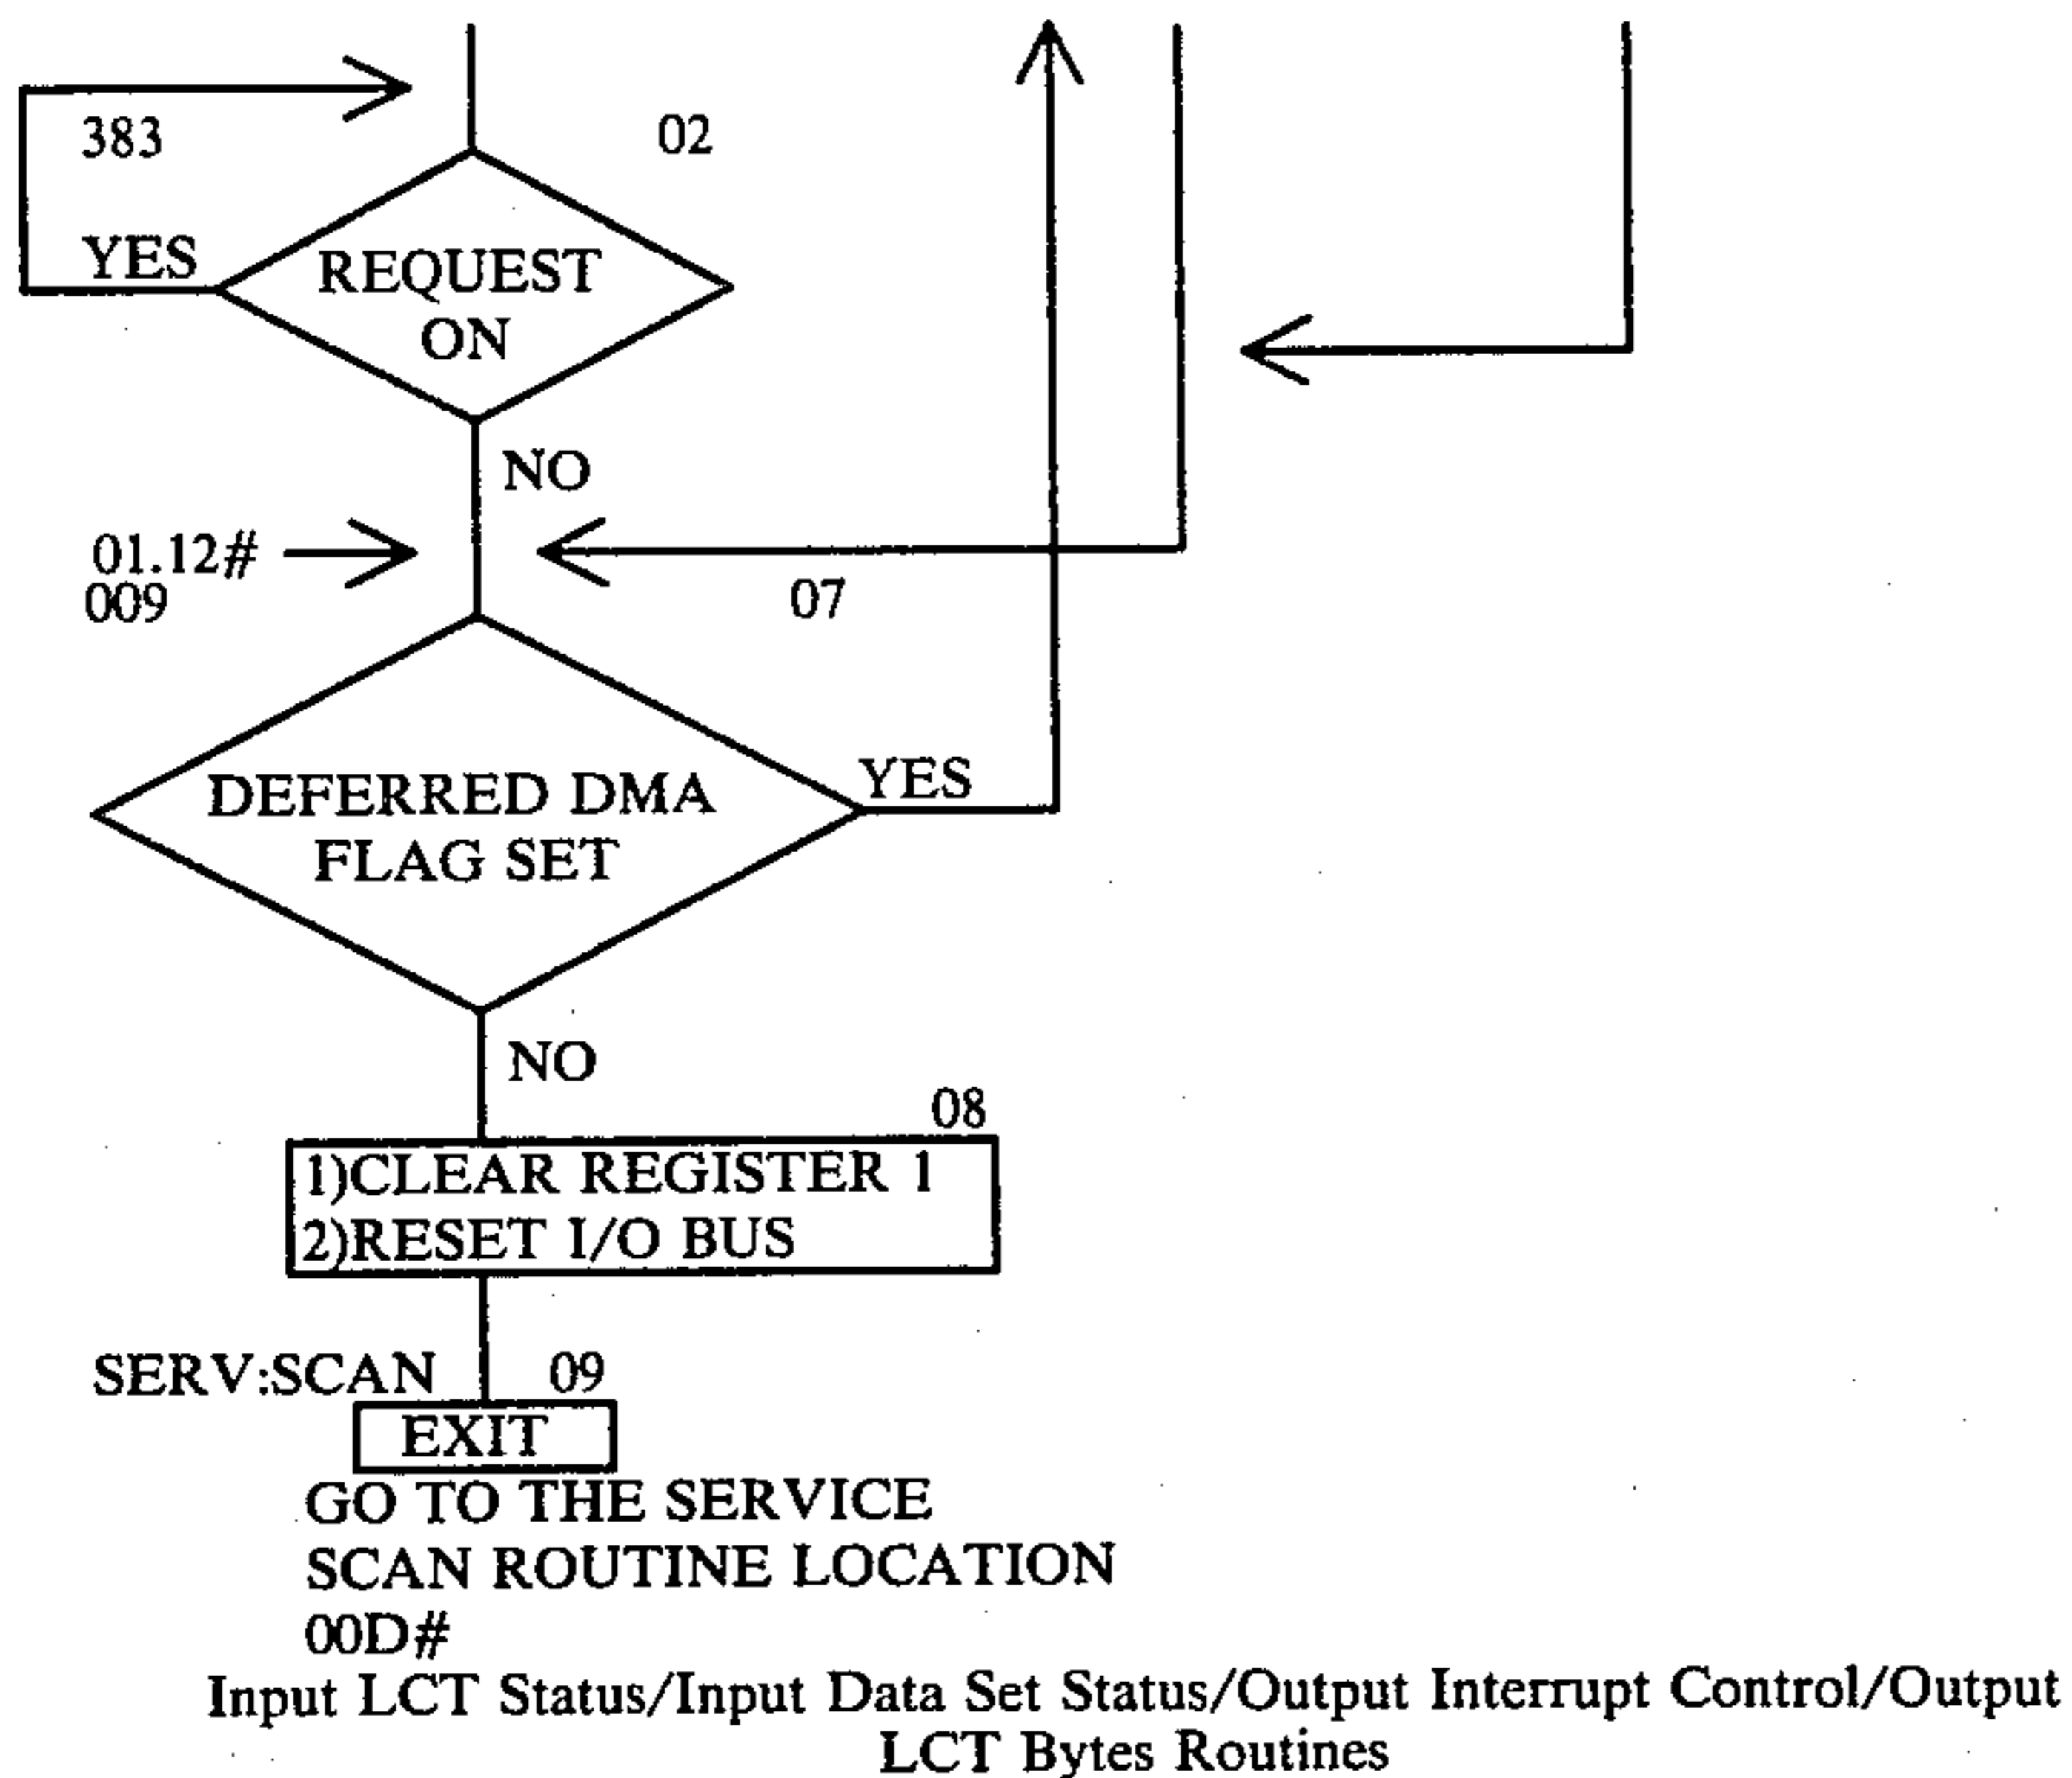 383
02
YES
REQUEST
ON
NO
01.12#
009
07
DEFERRED DMA
FLAG SET
YES
NO
08
1)CLEAR REGISTER 1
2)RESET I/O BUS
SERV:SCAN
09
EXIT
GO TO THE SERVICE
SCAN ROUTINE LOCATION
00D#
Input LCT Status/Input Data Set Status/Output Interrupt Control/Output
LCT Bytes Routines